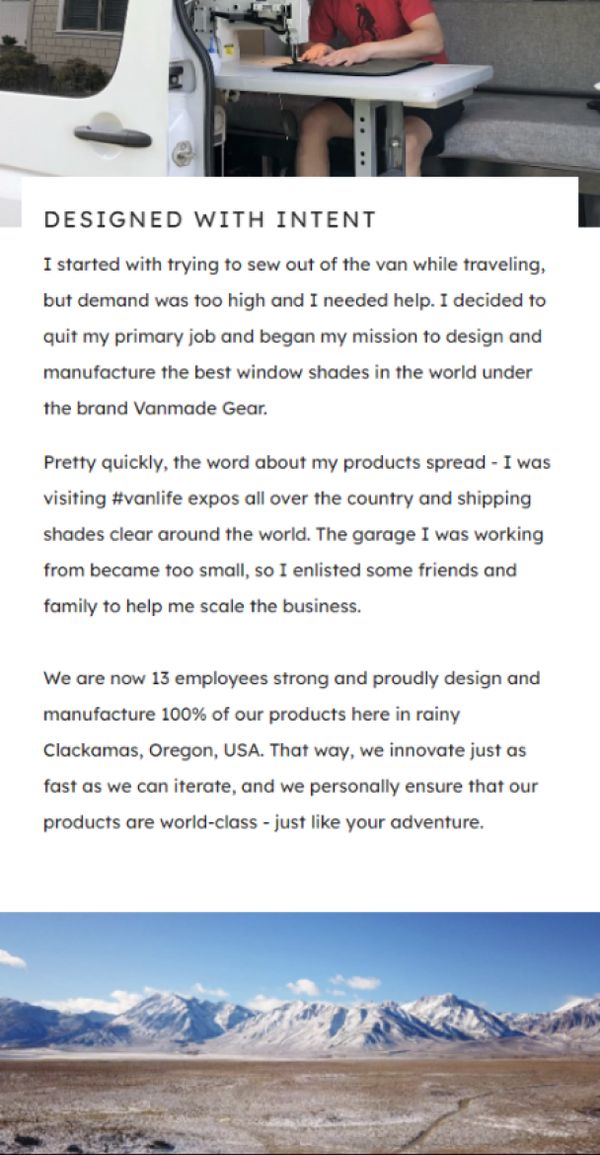 DESIGNED WITH INTENT
I started with trying to sew out of the van while traveling,
but demand was too high and I needed help. I decided to
quit my primary job and began my mission to design and
manufacture the best window shades in the world under
the brand Vanmade Gear.
Pretty quickly, the word about my products spread - I was
visiting #vanlife expos all over the country and shipping
shades clear around the world. The garage I was working
from became too small, so I enlisted some friends and
family to help me scale the business.
We are now 13 employees strong and proudly design and
manufacture 100% of our products here in rainy
Clackamas, Oregon, USA. That way, we innovate just as
fast as we can iterate, and we personally ensure that our
products are world-class - just like your adventure.